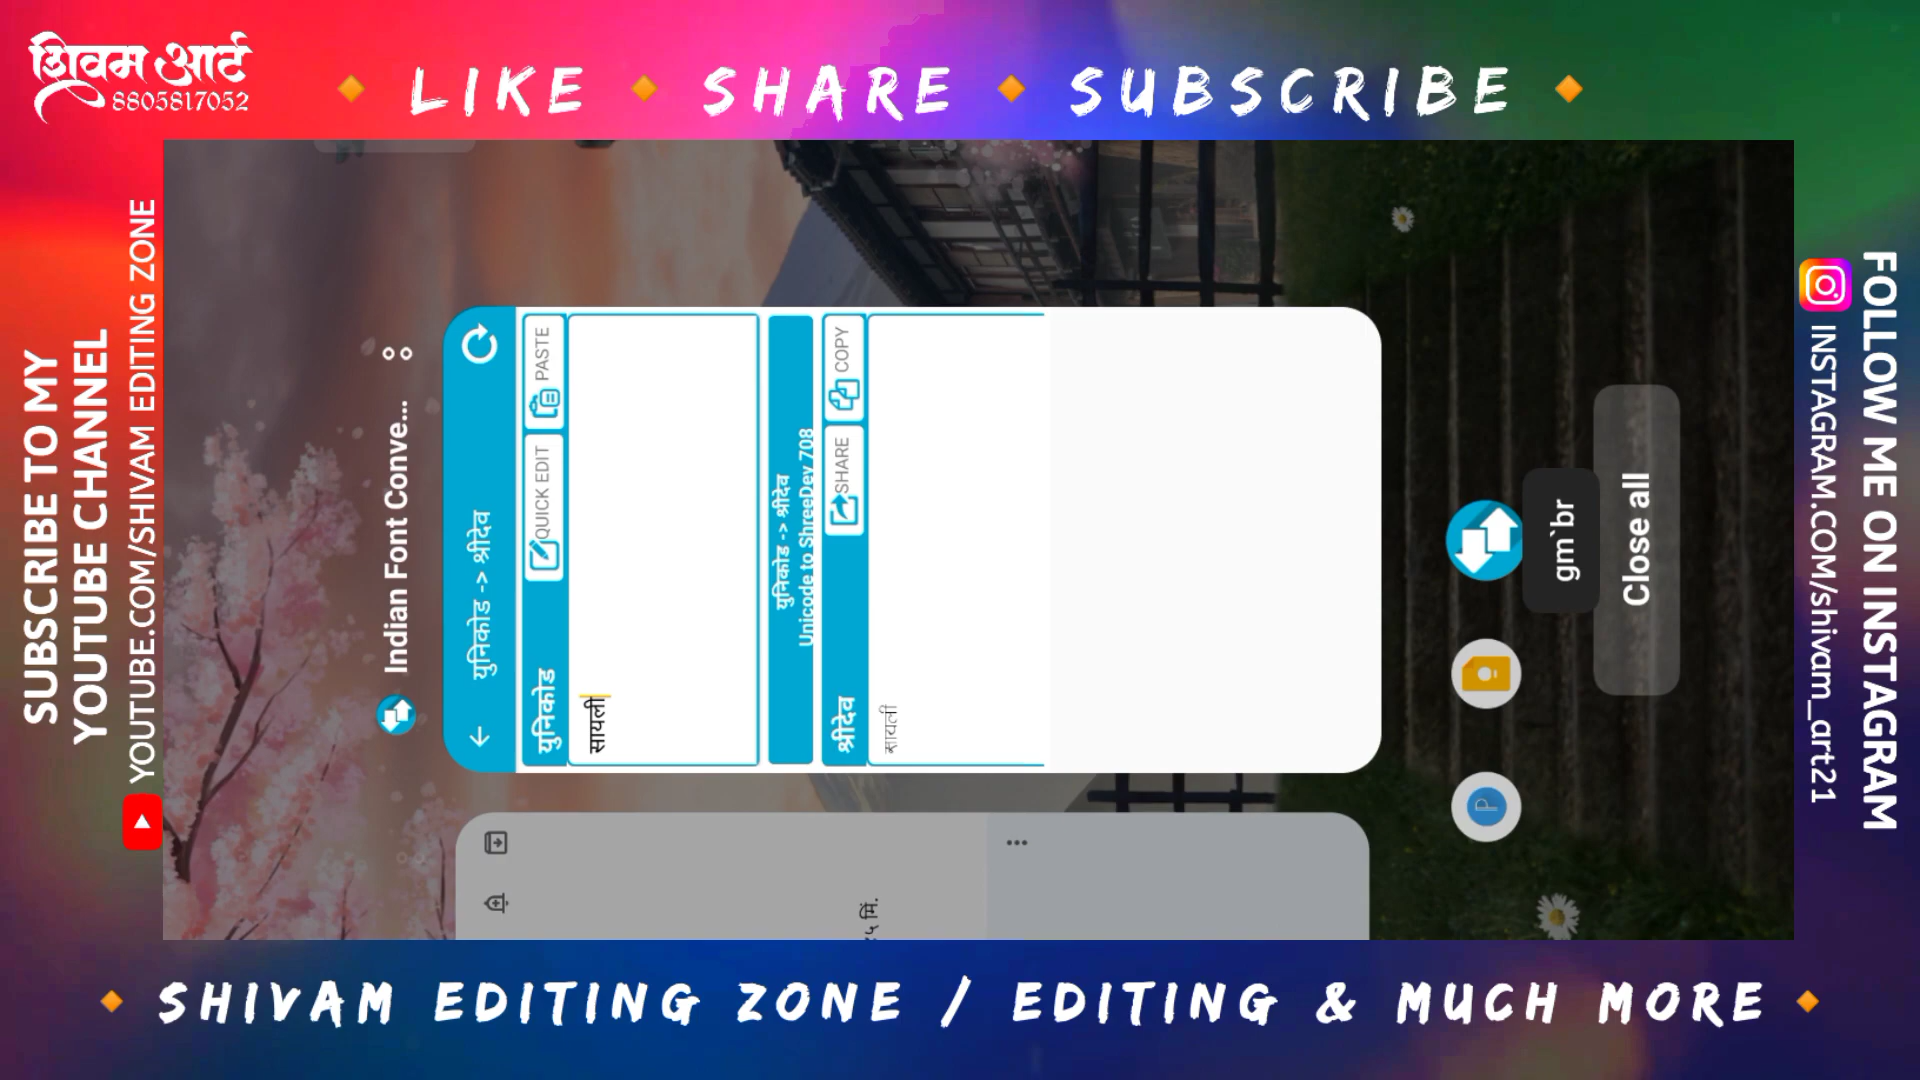 शिवम आर्ट
8805817052
LIKE SHARE SUBSCRIBE
SUBSCRIBE TO MY
YOUTUBE CHANNEL
YOUTUBE.COM/SHIVAM EDITING ZONE
Indian Font Conve...
युनिकोड -> श्रीदेव
युनिकोड
QUICK EDIT
PASTE
सायली
युनिकोड -> श्रीदेव
Unicode to ShreeDev 708
श्रीदेव
SHARE
COPY
सायली
gm`br
Close all
FOLLOW ME ON INSTAGRAM
INSTAGRAM.COM/shivam_art21
SHIVAM EDITING ZONE / EDITING & MUCH MORE